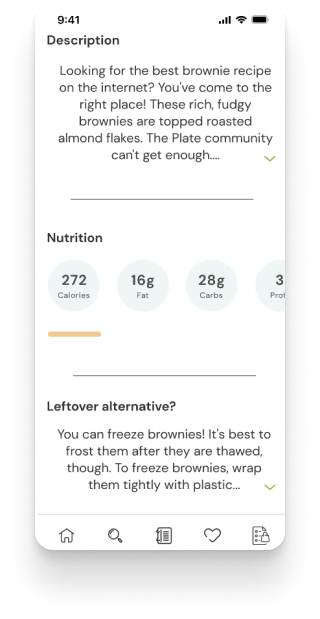 9:41
Description
Looking for the best brownie recipe
on the internet? You've come to the
right place! These rich, fudgy
brownies are topped roasted
almond flakes. The Plate community
can't get enough....
Nutrition
272 16g 28g 3
Calories Fat Carbs
Leftover alternative?
You can freeze brownies! It's best to
frost them after they are thawed,
though. To freeze brownies, wrap
them tightly with plastic...